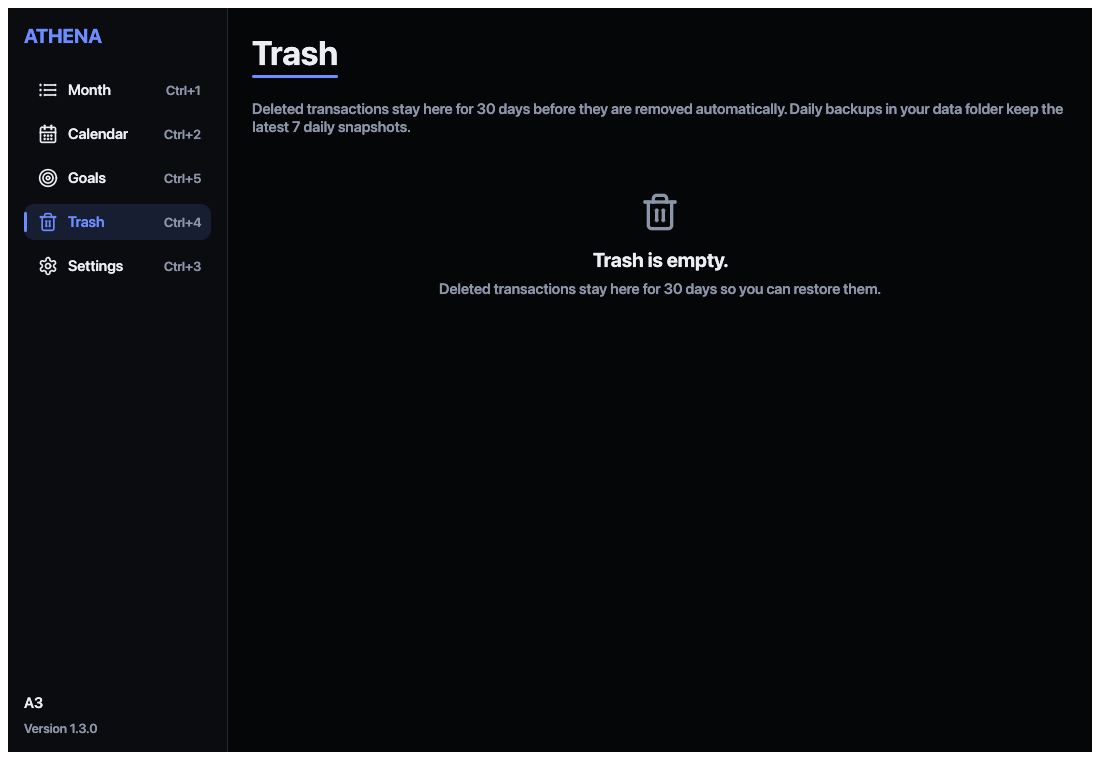 ATHENA
Month Ctrl+1
Calendar Ctrl+2
Goals Ctrl+5
Trash Ctrl+4
Settings Ctrl+3
A3
Version 1.3.0
Trash
Deleted transactions stay here for 30 days before they are removed automatically. Daily backups in your data folder keep the
latest 7 daily snapshots.
Trash is empty.
Deleted transactions stay here for 30 days so you can restore them.